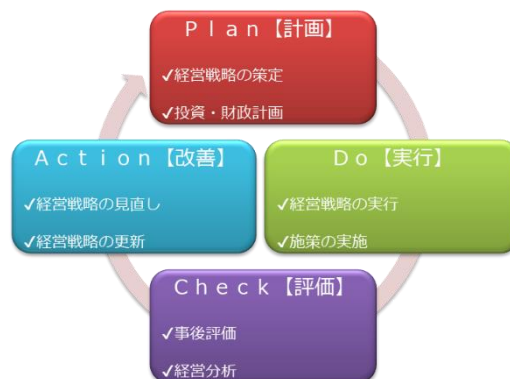 Ｐｌａｎ【計画】
✓経営戦略の策定
✓投資・財政計画
Ａｃｔｉｏｎ【改善】
✓経営戦略の見直し
✓経営戦略の更新
Ｄｏ【実行】
✓経営戦略の実行
✓施策の実施
Ｃｈｅｃｋ【評価】
✓事後評価
✓経営分析